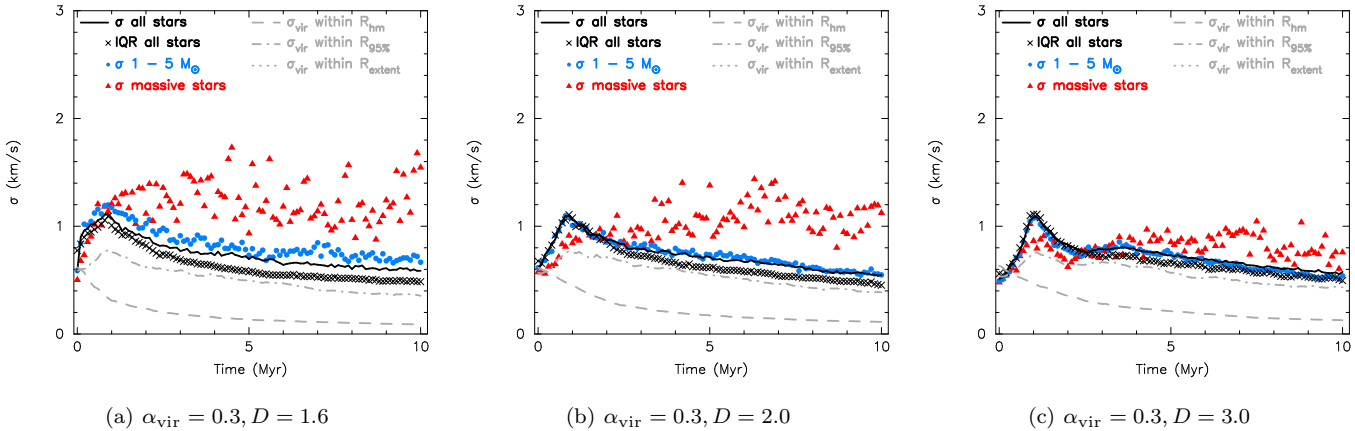 σ all stars
IQR all stars
σ 1 − 5 M⊙
σ massive stars
σvir within Rhm
σvir within R95%
σvir within Rextent
σ (km/s)
3
2
1
0
0 5 10
Time (Myr)
(a) αvir = 0.3, D = 1.6
σ all stars
IQR all stars
σ 1 − 5 M⊙
σ massive stars
σvir within Rhm
σvir within R95%
σvir within Rextent
σ (km/s)
3
2
1
0
0 5 10
Time (Myr)
(b) αvir = 0.3, D = 2.0
σ all stars
IQR all stars
σ 1 − 5 M⊙
σ massive stars
σvir within Rhm
σvir within R95%
σvir within Rextent
σ (km/s)
3
2
1
0
0 5 10
Time (Myr)
(c) αvir = 0.3, D = 3.0